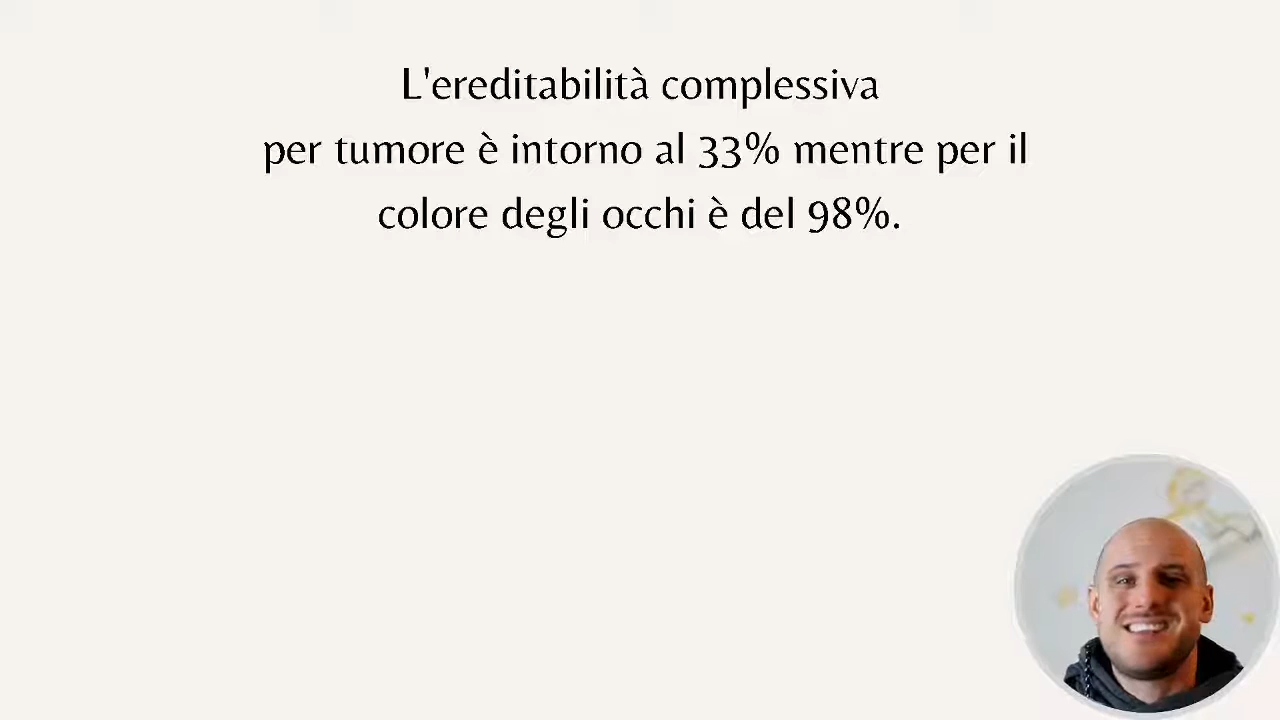 L'ereditabilità complessiva
per tumore è intorno al 33% mentre per il
colore degli occhi è del 98%.